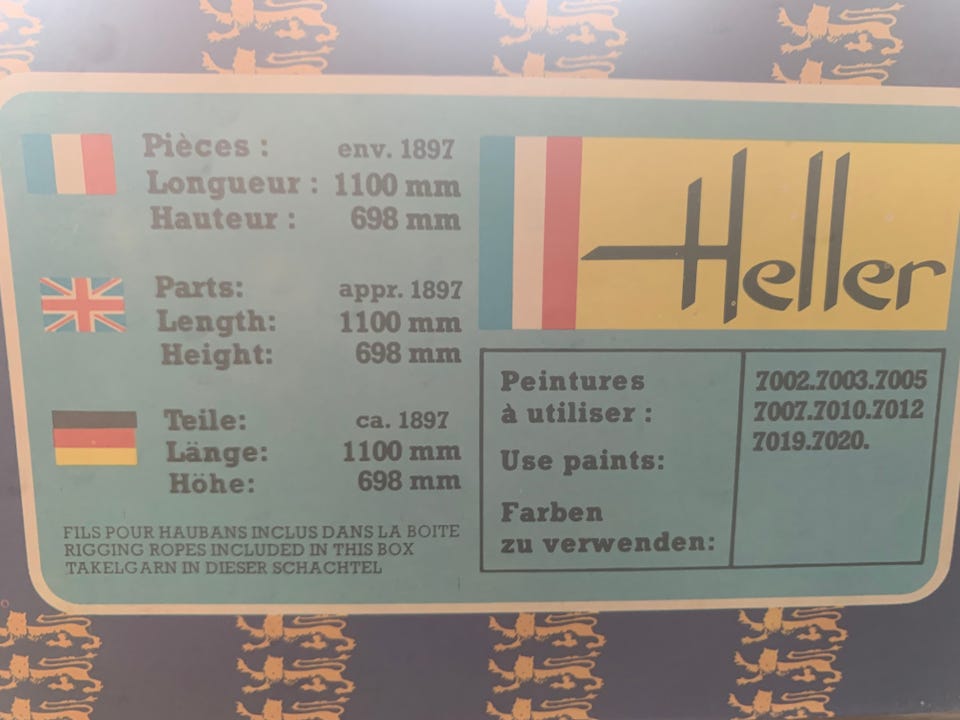 Pièces : env. 1897
Longueur : 1100 mm
Hauteur : 698 mm
Parts: appr. 1897
Length: 1100 mm
Height: 698 mm
Teile: ca. 1897
Länge: 1100 mm
Höhe: 698 mm
FILS POUR HAUBANS INCLUS DANS LA BOITE
RIGGING ROPES INCLUDED IN THIS BOX
TAKELGARN IN DIESER SCHACHTEL
Heller
Peintures
à utiliser :
Use paints:
Farben
zu verwenden:
7002.7003.7005
7007.7010.7012
7019.7020.